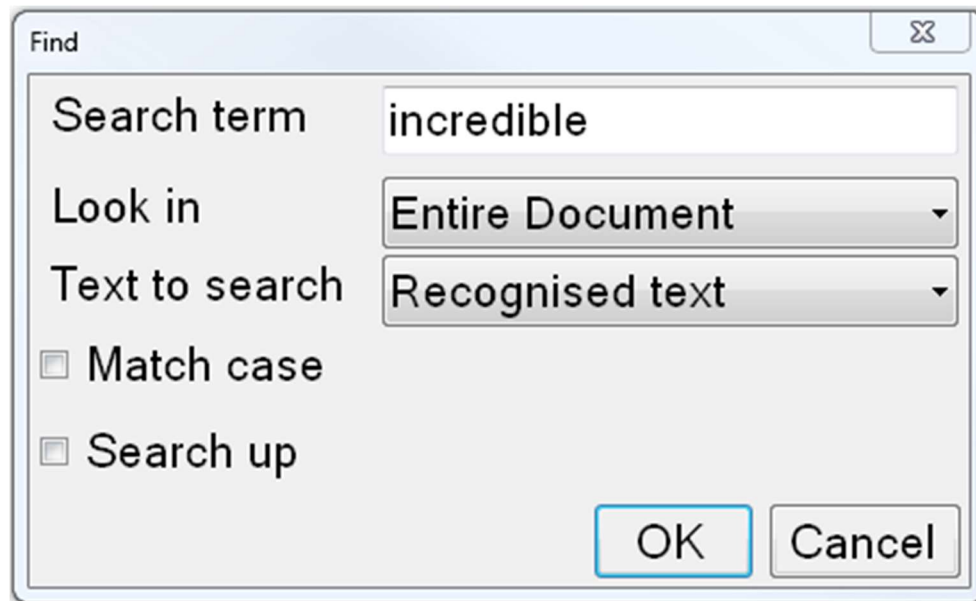 Find
Search term incredible
Look in Entire Document
Text to search Recognised text
Match case
Search up
OK Cancel